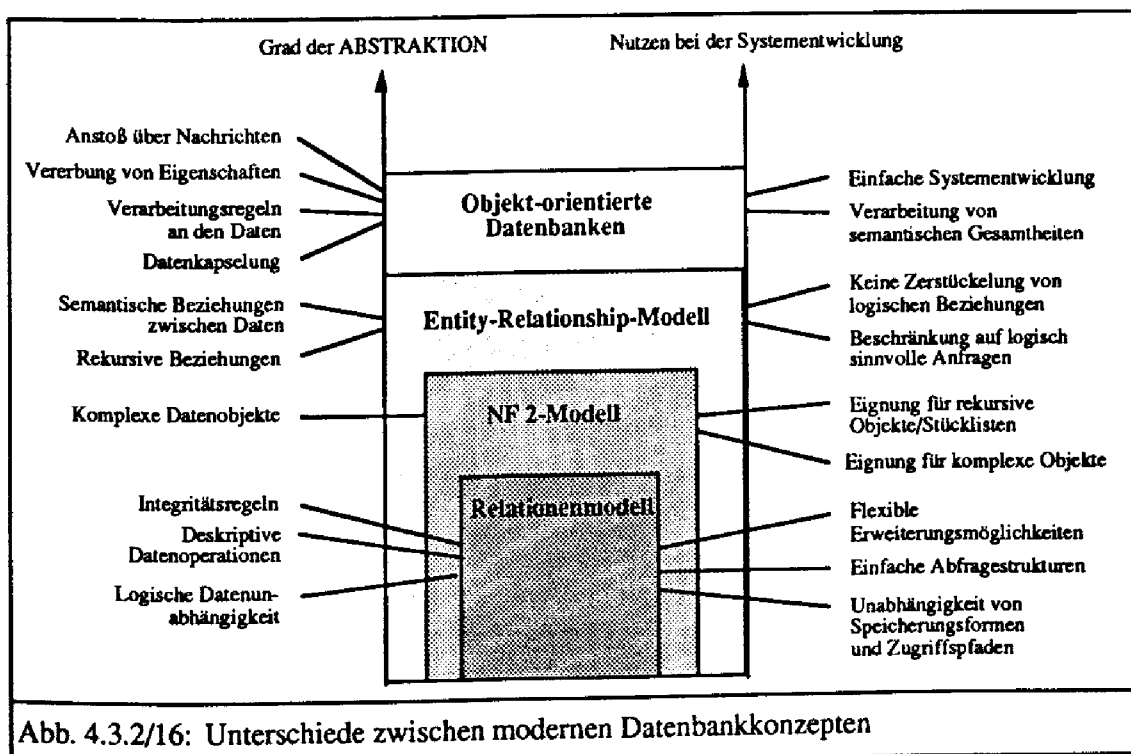 Grad der ABSTRAKTION
Nutzen bei der Systementwicklung
Anstoß über Nachrichten
Vererbung von Eigenschaften
Verarbeitungsregeln
an den Daten
Datenkapselung
Semantische Beziehungen
zwischen Daten
Rekursive Beziehungen
Komplexe Datenobjekte
Integritätsregeln
Deskriptive
Datenoperationen
Logische Datenun-
abhängigkeit
Objekt-orientierte
Datenbanken
Entity-Relationship-Modell
NF 2-Modell
Relationenmodell
Einfache Systementwicklung
Verarbeitung von
semantischen Gesamtheiten
Keine Zerstückelung von
logischen Beziehungen
Beschränkung auf logisch
sinnvolle Anfragen
Eignung für rekursive
Objekte/Stücklisten
Eignung für komplexe Objekte
Flexible
Erweiterungsmöglichkeiten
Einfache Abfragestrukturen
Unabhängigkeit von
Speicherungsformen
und Zugriffspfaden
Abb. 4.3.2/16: Unterschiede zwischen modernen Datenbankkonzepten